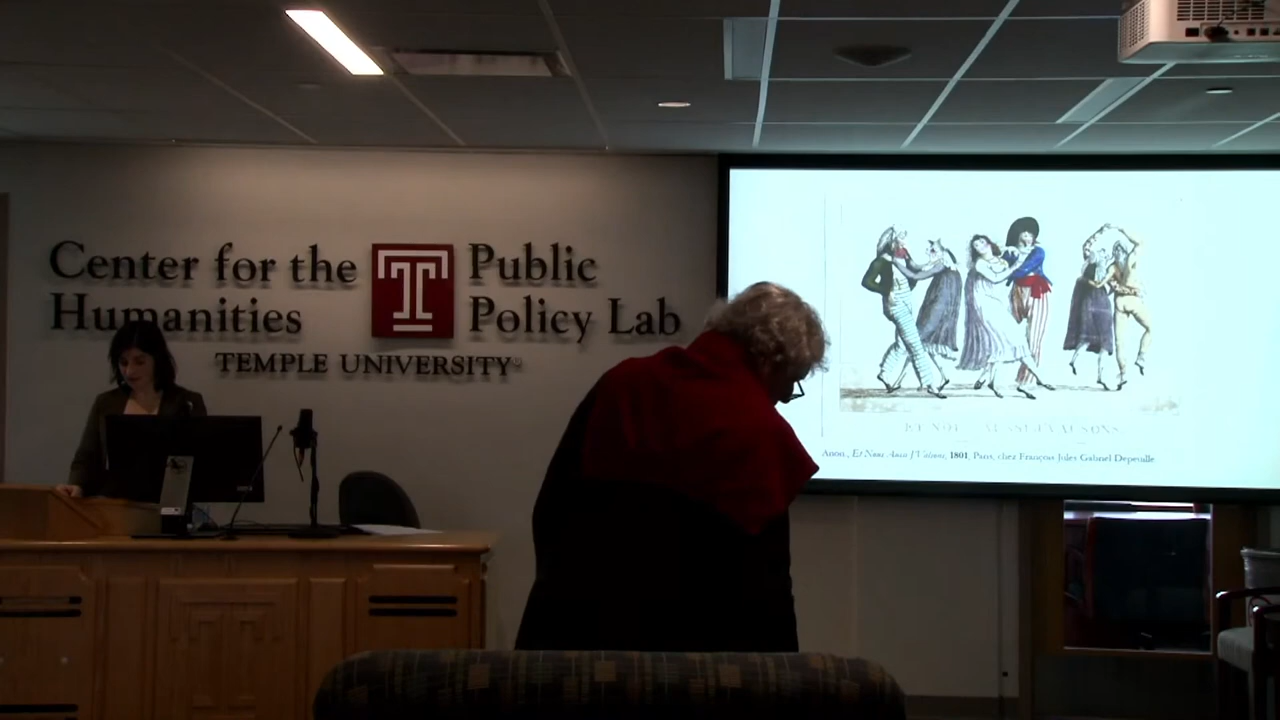 Center for the
Humanities
T
Public
Policy Lab
TEMPLE UNIVERSITY®
Anon., Et Nous Aussi J Valsons, 1801, Paris, chez François Jules Gabriel Depeuille